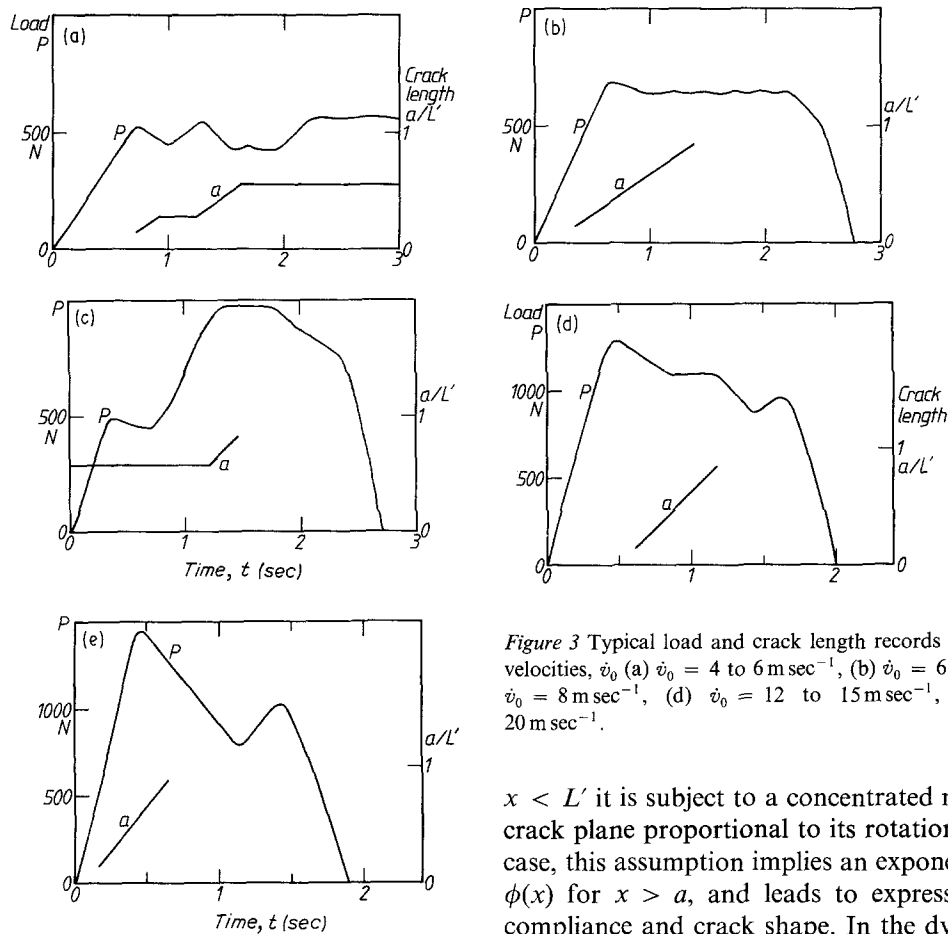 Load
P
(a)
Crack
length
a/L'
500
N
P
1
a
0
0
1
2
3
0
P
(b)
a/L'
500
N
P
1
a
0
0
1
2
3
0
P
(c)
P
a/L'
500
N
1
a
0
0
1
2
3
0
Time, t (sec)
Load
P
(d)
P
1000
N
Crack
length
1
a/L'
500
a
0
0
1
2
0
P
(e)
P
1000
N
a/L'
1
500
a
0
0
1
2
0
Time, t (sec)
Figure 3 Typical load and crack length records
velocities, v̇₀ (a) v̇₀ = 4 to 6 m sec⁻¹, (b) v̇₀ = 6
v̇₀ = 8 m sec⁻¹, (d) v̇₀ = 12 to 15 m sec⁻¹,
20 m sec⁻¹.
x < L' it is subject to a concentrated
crack plane proportional to its rotation
case, this assumption implies an expone
ϕ(x) for x > a, and leads to express
compliance and crack shape. In the dy